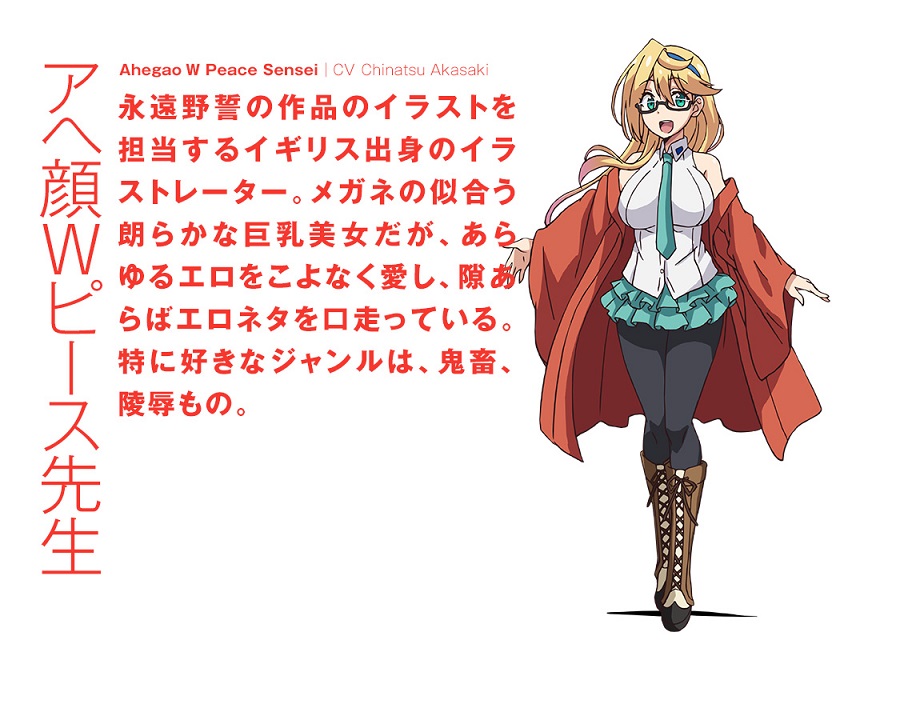 アヘ顔Wピース先生
Ahegao W Peace Sensei | CV Chinatsu Akasaki
永遠野誓の作品のイラストを
担当するイギリス出身のイラ
ストレーター。メガネの似合う
朗らかな巨乳美女だが、あら
ゆるエロをこよなく愛し、隙あ
らばエロネタを口走っている。
特に好きなジャンルは、鬼畜、
陵辱もの。